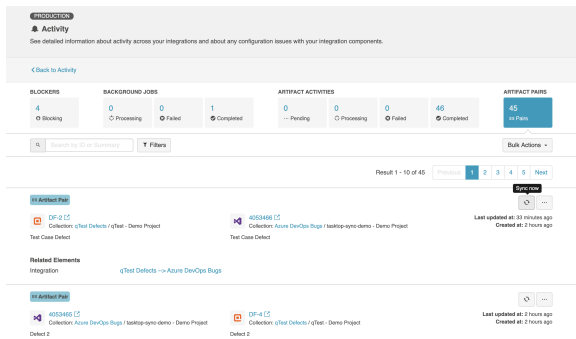 PRODUCTION
Activity
See detailed information about activity across your integrations and about any configuration issues with your integration components.
Back to Activity
BLOCKERS BACKGROUND JOBS ARTIFACT ACTIVITIES ARTIFACT PAIRS
4 0 0 1 0 0 0 46 45
Blocking Processing Failed Completed Pending Processing Failed Completed Pairs
Search by ID or Summary Filters Bulk Actions
Result 1 - 10 of 45 Previous 1 2 3 4 5 Next
Sync now
Artifact Pair
DF-2 4053466 Last updated at: 33 minutes ago
Collection: qTest Defects / qTest - Demo Project Collection: Azure DevOps Bugs / tasktop-sync-demo - Demo Project Created at: 2 hours ago
Test Case Defect Test Case Defect
Related Elements
Integration qTest Defects --> Azure DevOps Bugs
Artifact Pair
4053465 DF-4 Last updated at: 2 hours ago
Collection: Azure DevOps Bugs / tasktop-sync-demo - Demo Project Collection: qTest Defects / qTest - Demo Project Created at: 2 hours ago
Defect 2 Defect 2